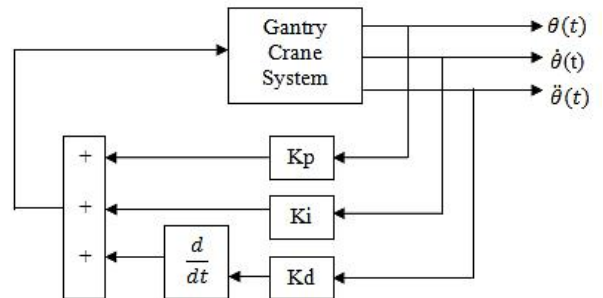 Gantry
Crane
System
θ(t)
θ̇(t)
θ̈(t)
+
Kp
+
Ki
+
d
dt
Kd